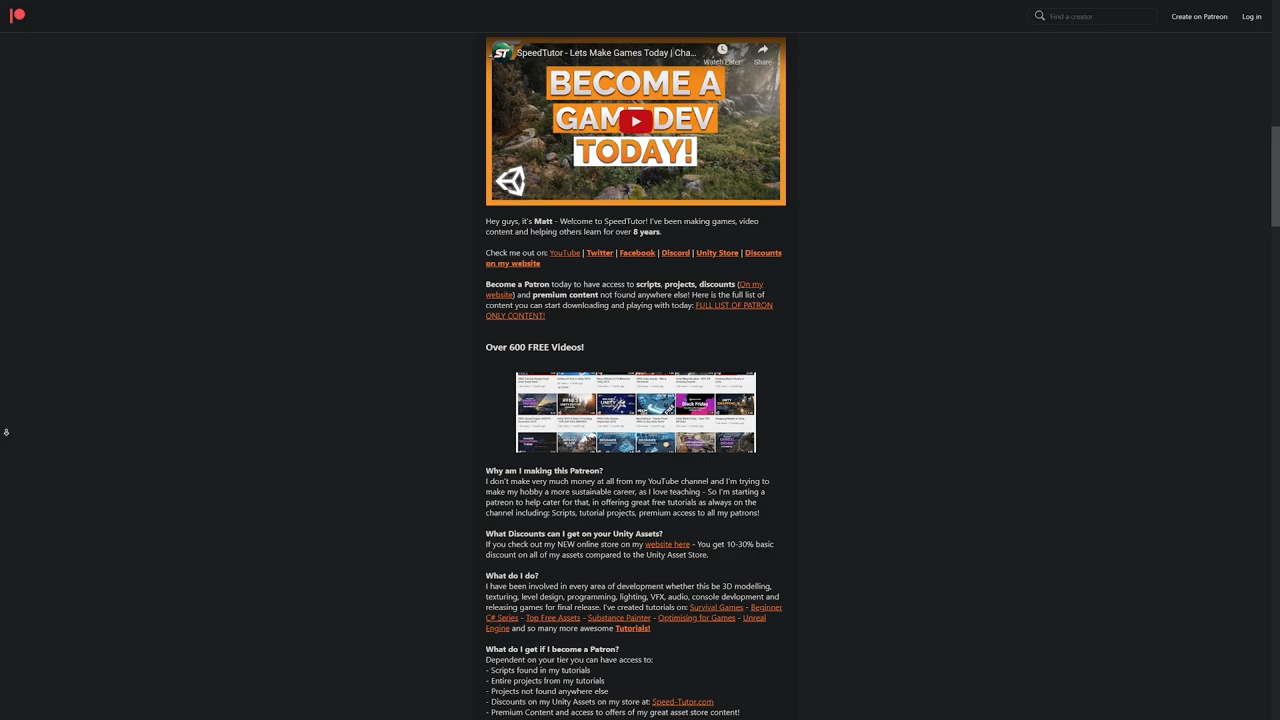 Find a creator
Create on Patreon
Log in
ST
SpeedTutor - Lets Make Games Today | Cha...
Watch Later
Share
BECOME A
GAME DEV
TODAY!
Hey guys, it's Matt - Welcome to SpeedTutor! I've been making games, video
content and helping others learn for over 8 years.
Check me out on: YouTube | Twitter | Facebook | Discord | Unity Store | Discounts
on my website
Become a Patron today to have access to scripts, projects, discounts (On my
website) and premium content not found anywhere else! Here is the full list of
content you can start downloading and playing with today: FULL LIST OF PATRON
ONLY CONTENT!
Over 600 FREE Videos!
Black Friday
Why am I making this Patreon?
I don't make very much money at all from my YouTube channel and I'm trying to
make my hobby a more sustainable career, as I love teaching - So I'm starting a
patreon to help cater for that, in offering great free tutorials as always on the
channel including: Scripts, tutorial projects, premium access to all my patrons!
What Discounts can I get on your Unity Assets?
If you check out my NEW online store on my website here - You get 10-30% basic
discount on all of my assets compared to the Unity Asset Store.
What do I do?
I have been involved in every area of development whether this be 3D modelling,
texturing, level design, programming, lighting, VFX, audio, console devlopment and
releasing games for final release. I've created tutorials on: Survival Games - Beginner
C# Series - Top Free Assets - Substance Painter - Optimising for Games - Unreal
Engine and so many more awesome Tutorials!
What do I get if I become a Patron?
Dependent on your tier you can have access to:
- Scripts found in my tutorials
- Entire projects from my tutorials
- Projects not found anywhere else
- Discounts on my Unity Assets on my store at: Speed-Tutor.com
- Premium Content and access to offers of my great asset store content!